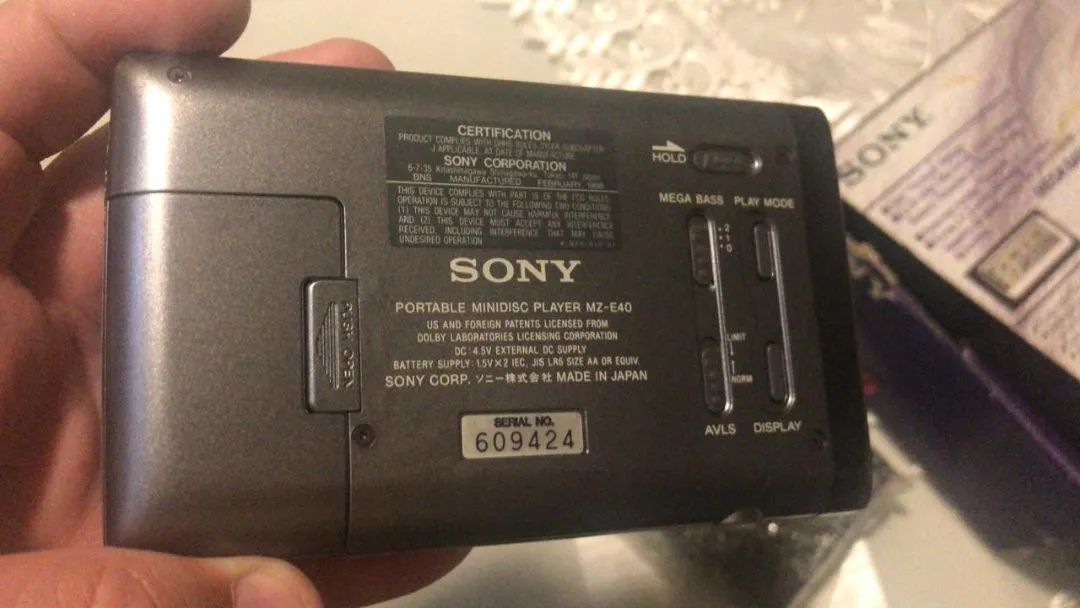 CERTIFICATION
PRODUCT COMPLIES WITH DHHS RULES 21CFR SUBCHAPTER
J APPLICABLE AT DATE OF MANUFACTURE.
SONY CORPORATION
6-7-35 Kitashinagawa Shinagawa-ku, Tokyo 141 Japan
BNS MANUFACTURED FEBRUARY, 1998
THIS DEVICE COMPLIES WITH PART 15 OF THE FCC RULES.
OPERATION IS SUBJECT TO THE FOLLOWING TWO CONDITIONS:
(1) THIS DEVICE MAY NOT CAUSE HARMFUL INTERFERENCE,
AND (2) THIS DEVICE MUST ACCEPT ANY INTERFERENCE
RECEIVED, INCLUDING INTERFERENCE THAT MAY CAUSE
UNDESIRED OPERATION
HOLD
MEGA BASS PLAY MODE
2
1
0
SONY
PORTABLE MINIDISC PLAYER MZ-E40
US AND FOREIGN PATENTS LICENSED FROM
DOLBY LABORATORIES LICENSING CORPORATION
DC: 4.5V EXTERNAL DC SUPPLY
BATTERY SUPPLY: 1.5V×2 IEC, JIS LR6 SIZE AA OR EQUIV.
SONY CORP. ソニー株式会社 MADE IN JAPAN
PUSH OPEN
LIMIT
NORM
AVLS DISPLAY
SERIAL NO.
609424
SONY
MEGA